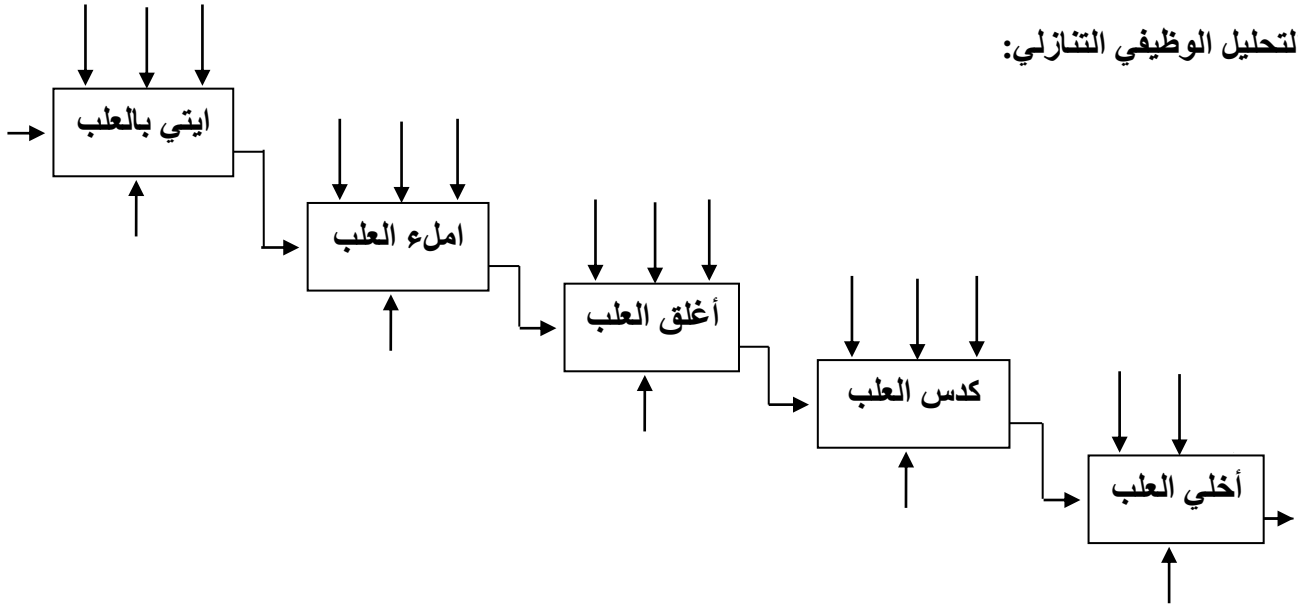 لتحليل الوظيفي التنازلي:
ايتي بالعلب
املء العلب
أغلق العلب
كدس العلب
أخلي العلب